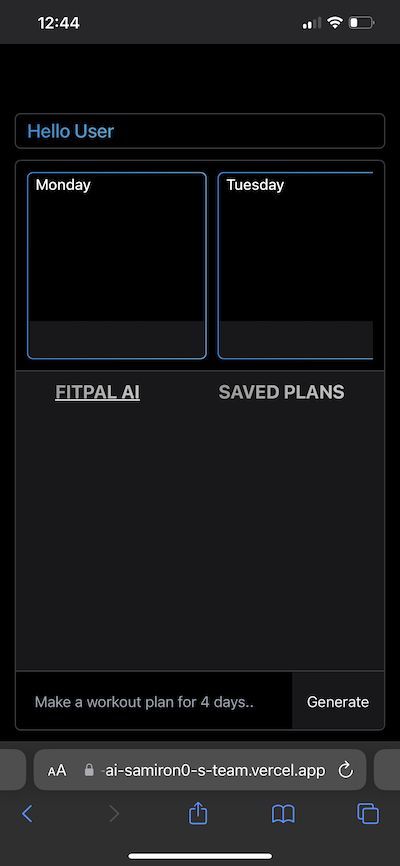 12:44
Hello User
Monday
Tuesday
FITPAL AI
SAVED PLANS
Make a workout plan for 4 days..
Generate
AA
-ai-samiron0-s-team.vercel.app